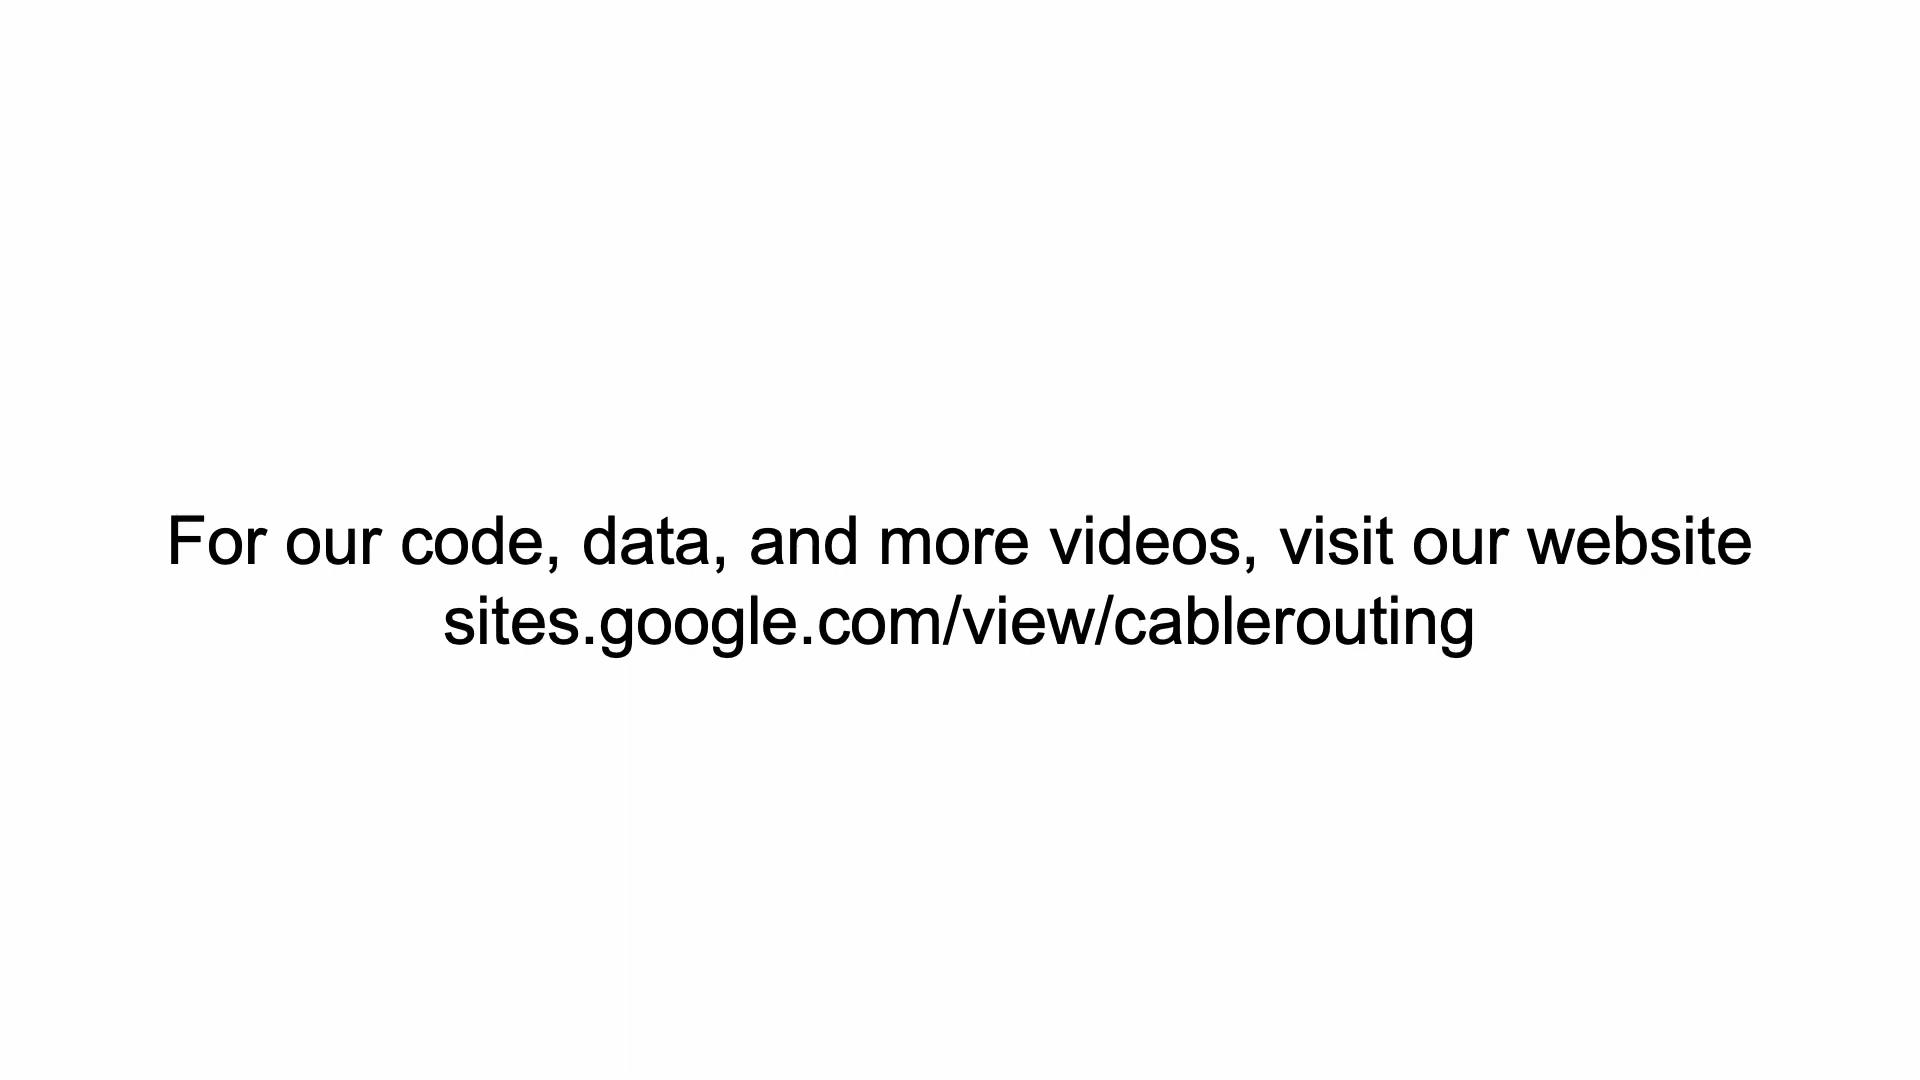 For our code, data, and more videos, visit our website
sites.google.com/view/cablerouting